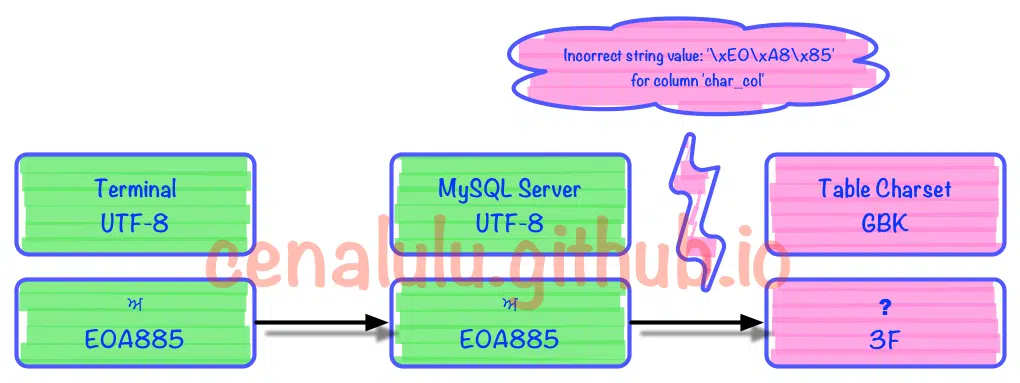 Incorrect string value: '\xE0\xA8\x85'
for column 'char_col'
Terminal
UTF-8
MySQL Server
UTF-8
Table Charset
GBK
cenalulu.github.io
ਅ
E0A885
ਅ
E0A885
?
3F